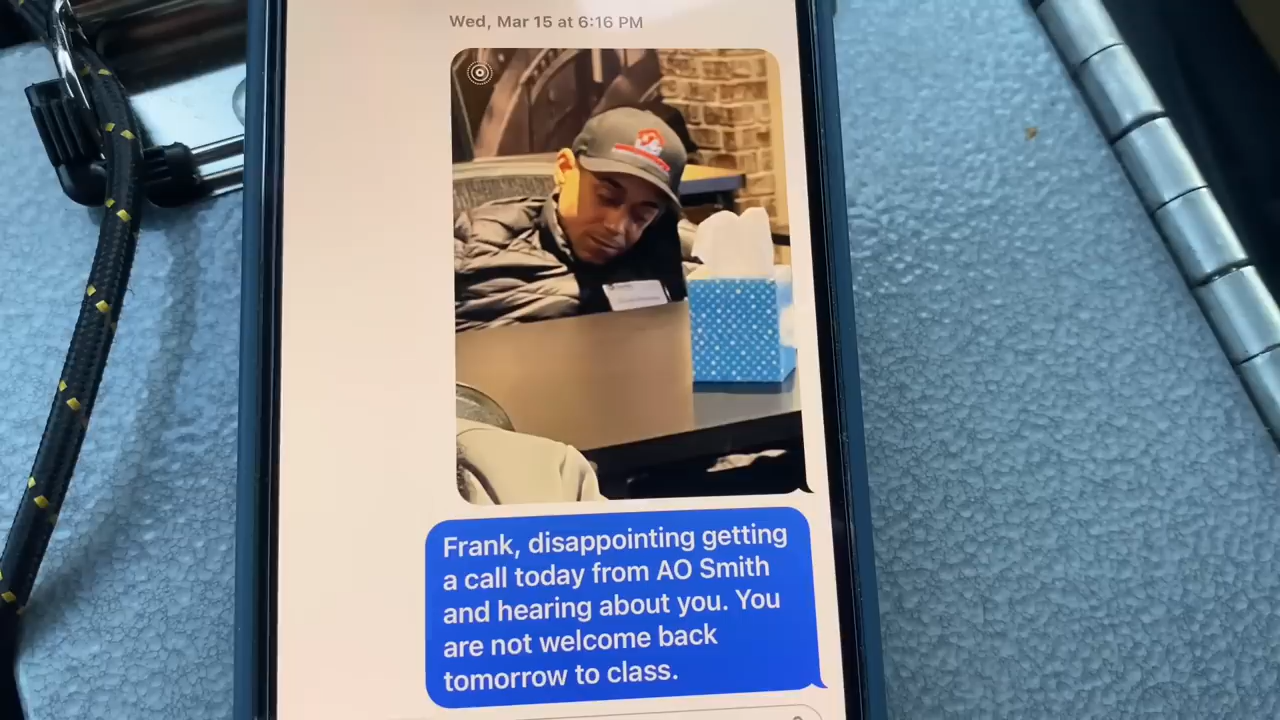 Wed, Mar 15 at 6:16 PM
Frank, disappointing getting
a call today from AO Smith
and hearing about you. You
are not welcome back
tomorrow to class.